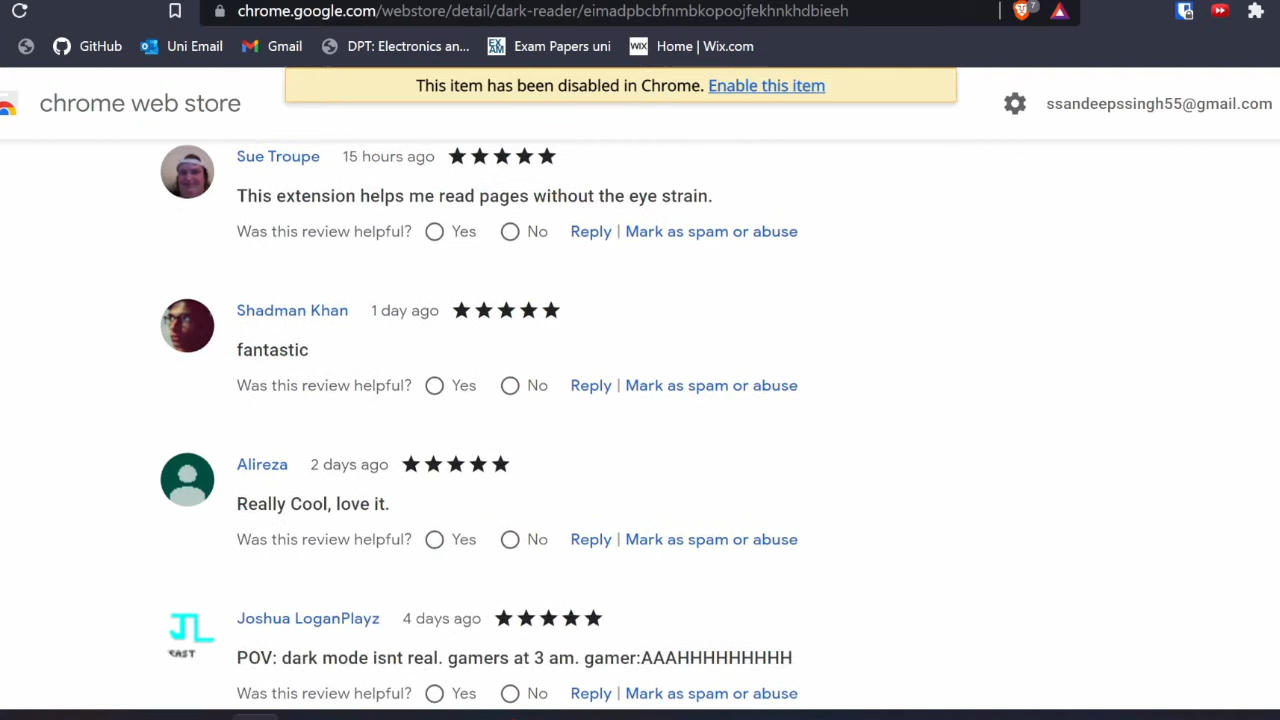 chrome.google.com/webstore/detail/dark-reader/eimadpbcbfnmbkopoojfekhnkhdbieeh 7
GitHub Uni Email Gmail DPT: Electronics an... EXAM Exam Papers uni WIX Home | Wix.com
This item has been disabled in Chrome. Enable this item
chrome web store ssandeepssingh55@gmail.com
Sue Troupe 15 hours ago
This extension helps me read pages without the eye strain.
Was this review helpful? Yes No Reply | Mark as spam or abuse
Shadman Khan 1 day ago
fantastic
Was this review helpful? Yes No Reply | Mark as spam or abuse
Alireza 2 days ago
Really Cool, love it.
Was this review helpful? Yes No Reply | Mark as spam or abuse
JL
Joshua LoganPlayz 4 days ago
POV: dark mode isnt real. gamers at 3 am. gamer:AAAHHHHHHHHHH
Was this review helpful? Yes No Reply | Mark as spam or abuse